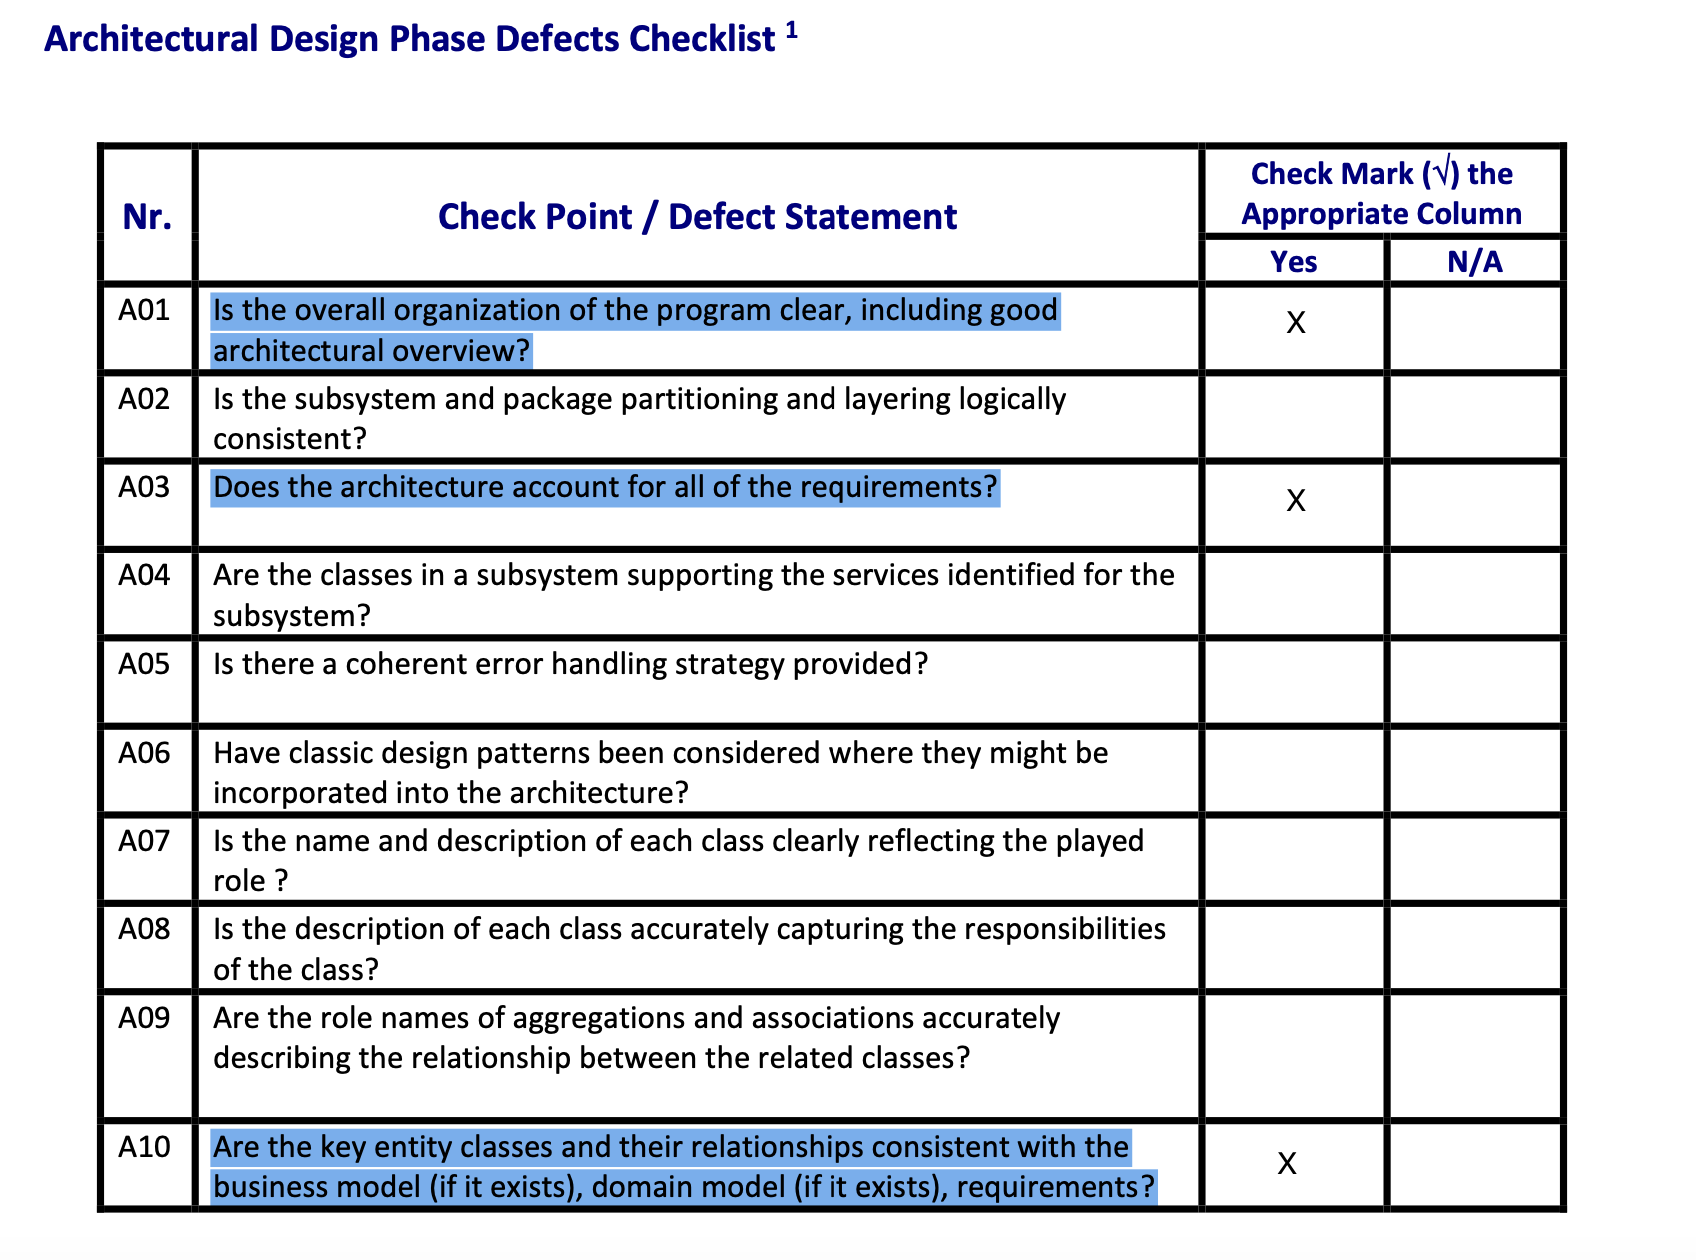 Architectural Design Phase Defects Checklist 1
Nr.
Check Point / Defect Statement
Check Mark (√) the
Appropriate Column
Yes
N/A
A01
Is the overall organization of the program clear, including good
architectural overview?
X
A02
Is the subsystem and package partitioning and layering logically
consistent?
A03
Does the architecture account for all of the requirements?
X
A04
Are the classes in a subsystem supporting the services identified for the
subsystem?
A05
Is there a coherent error handling strategy provided?
A06
Have classic design patterns been considered where they might be
incorporated into the architecture?
A07
Is the name and description of each class clearly reflecting the played
role ?
A08
Is the description of each class accurately capturing the responsibilities
of the class?
A09
Are the role names of aggregations and associations accurately
describing the relationship between the related classes?
A10
Are the key entity classes and their relationships consistent with the
business model (if it exists), domain model (if it exists), requirements?
X